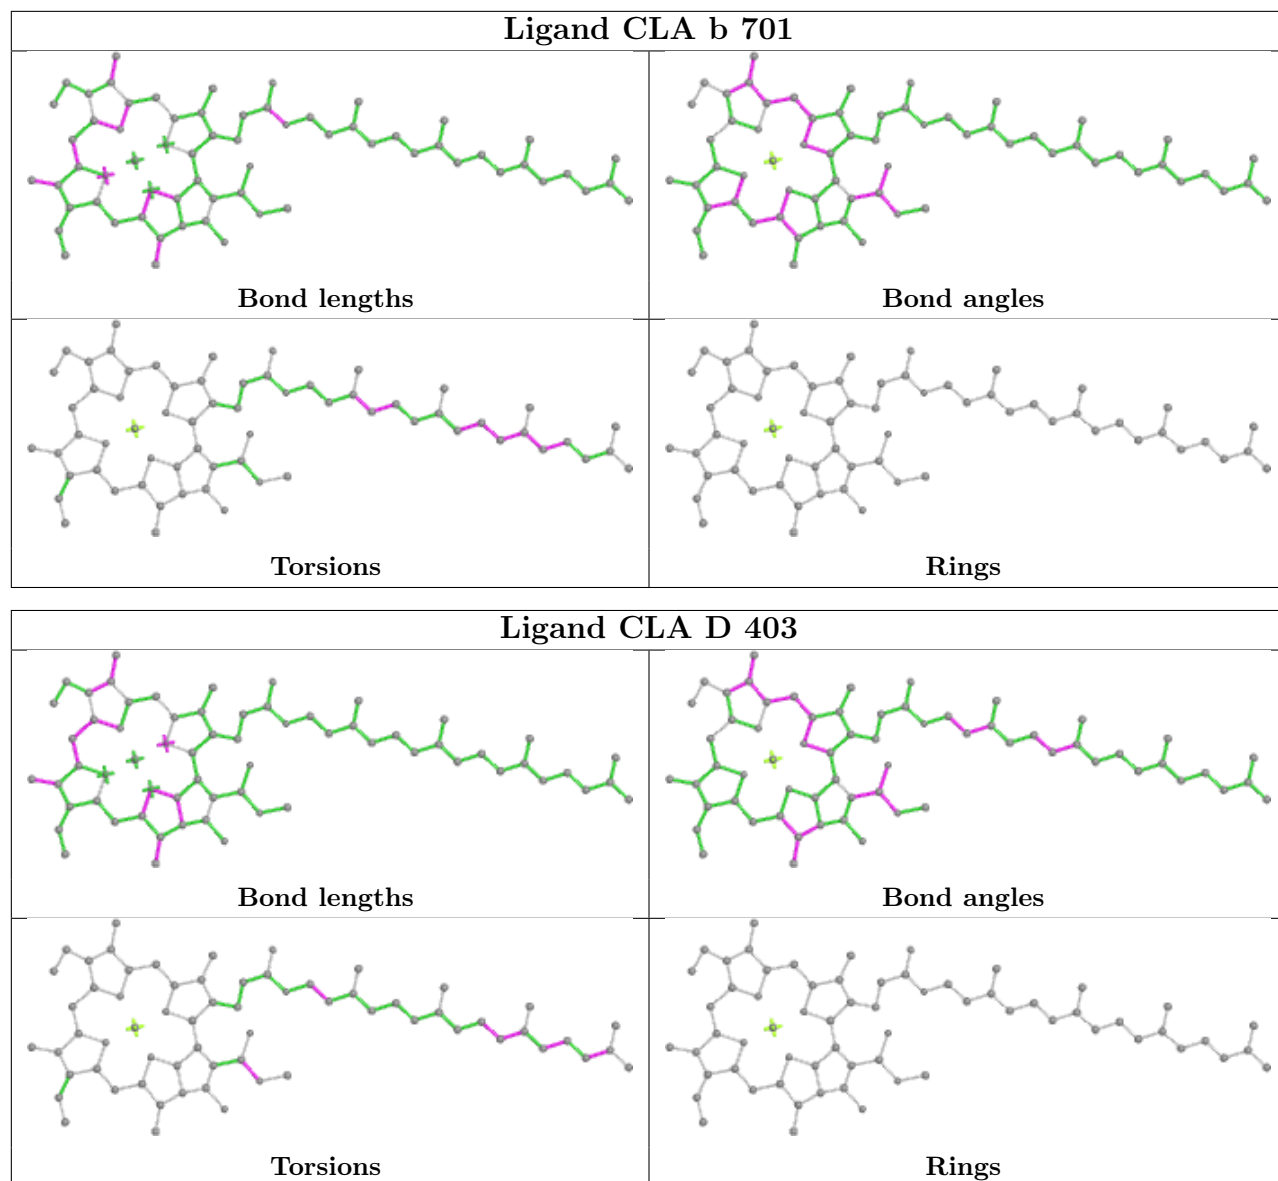 Ligand CLA b 701
Bond lengths
Bond angles
Torsions
Rings
Ligand CLA D 403
Bond lengths
Bond angles
Torsions
Rings